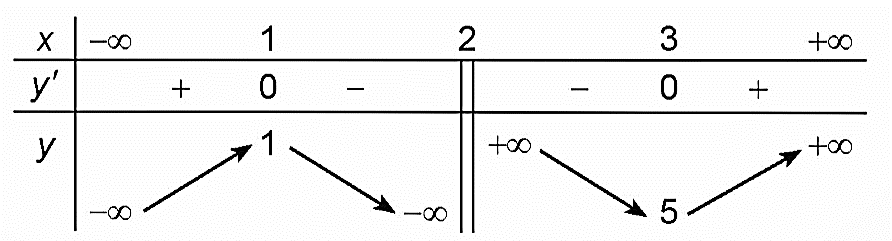 x −∞ 1 2 3 +∞
y′ + 0 − − 0 +
y 1 +∞ +∞
−∞ −∞ 5